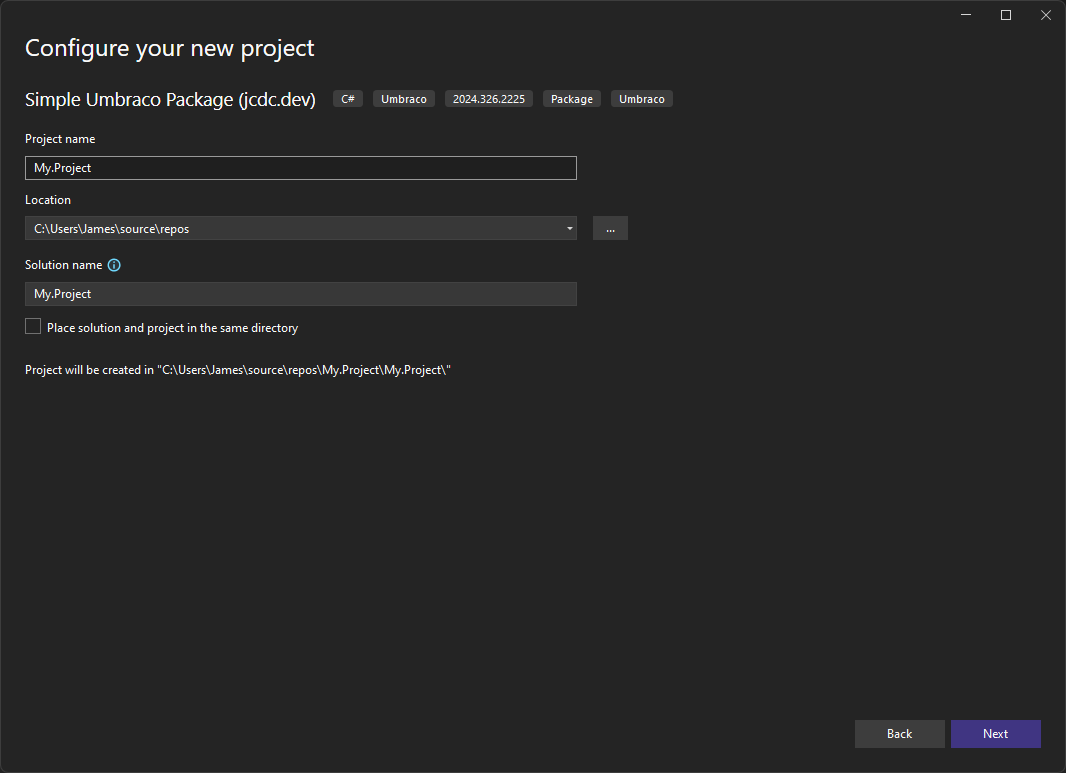 Configure your new project
Simple Umbraco Package (jcdc.dev) C# Umbraco 2024.326.2225 Package Umbraco
Project name
My.Project
Location
C:\Users\James\source\repos ...
Solution name
My.Project
Place solution and project in the same directory
Project will be created in "C:\Users\James\source\repos\My.Project\My.Project\"
Back Next